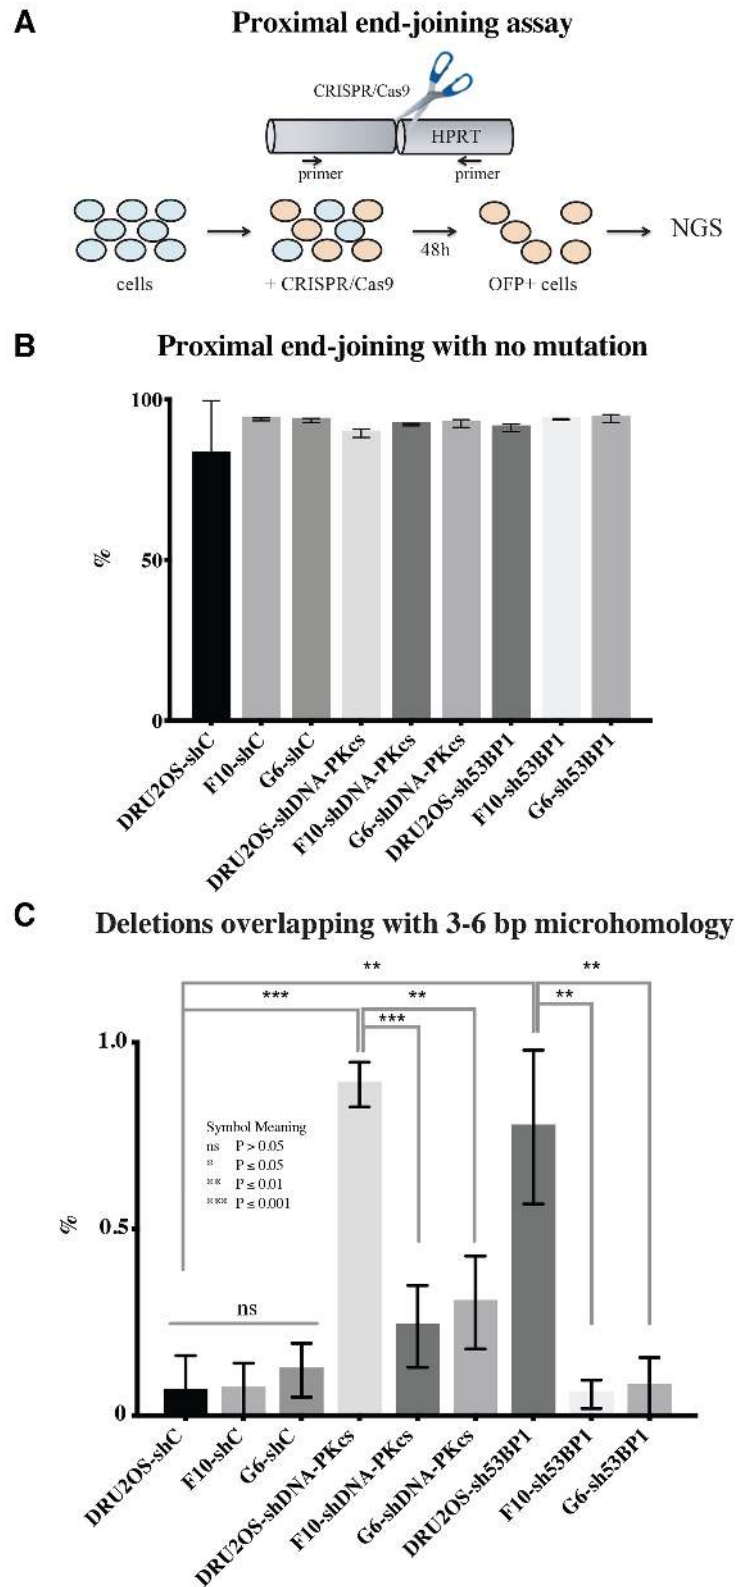 A
Proximal end-joining assay
CRISPR/Cas9
HPRT
primer
primer
48h
NGS
cells
+ CRISPR/Cas9
OFP+ cells
B
Proximal end-joining with no mutation
100
50
0
%
DRU2OS-shC
F10-shC
G6-shC
DRU2OS-shDNA-PKcs
F10-shDNA-PKcs
G6-shDNA-PKcs
DRU2OS-sh53BP1
F10-sh53BP1
G6-sh53BP1
C
Deletions overlapping with 3-6 bp microhomology
**
**
***
**
**
***
1.0
0.5
0
%
Symbol Meaning
ns P > 0.05
* P ≤ 0.05
** P ≤ 0.01
*** P ≤ 0.001
ns
DRU2OS-shC
F10-shC
G6-shC
DRU2OS-shDNA-PKcs
F10-shDNA-PKcs
G6-shDNA-PKcs
DRU2OS-sh53BP1
F10-sh53BP1
G6-sh53BP1